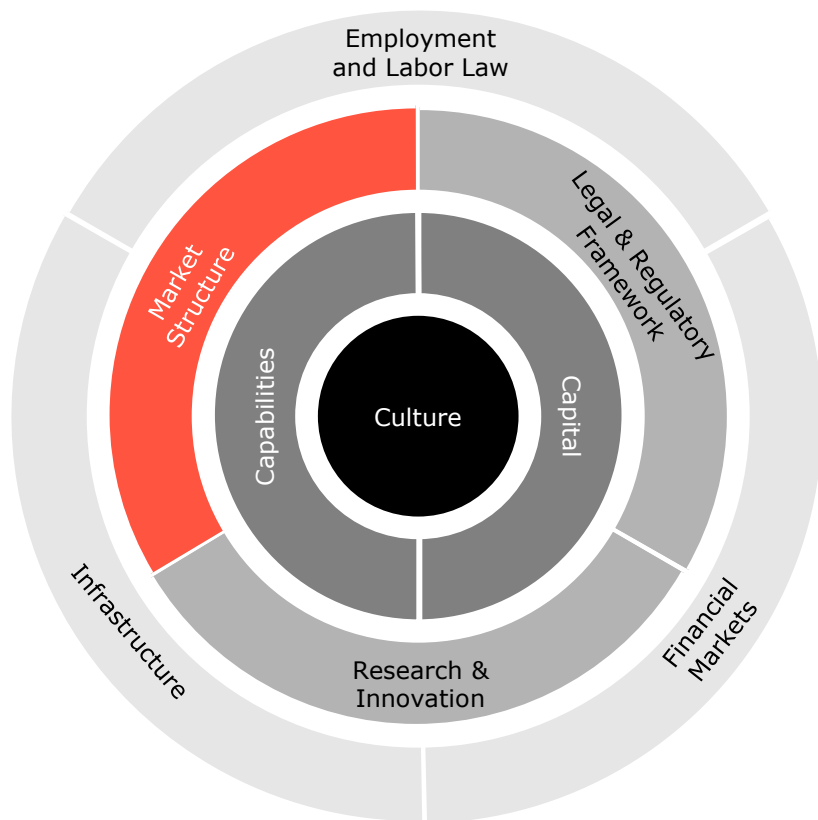 Employment
and Labor Law
Market
Structure
Legal & Regulatory
Framework
Capabilities
Culture
Capital
Infrastructure
Research &
Innovation
Financial
Markets